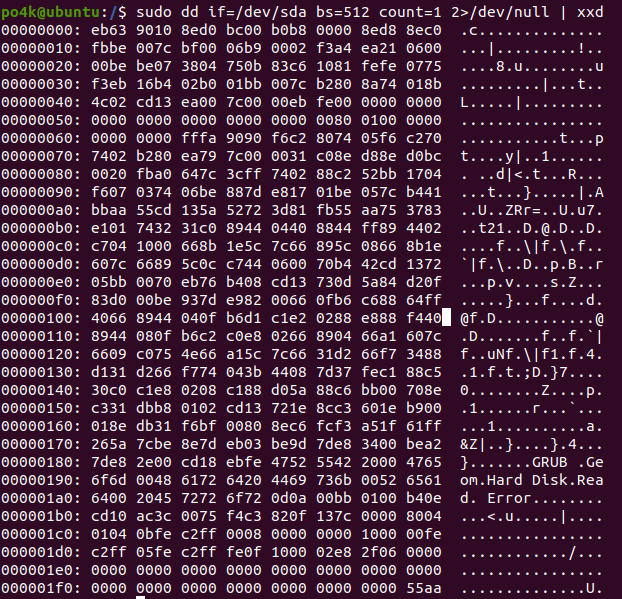 po4k@ubuntu:/$ sudo dd if=/dev/sda bs=512 count=1 2>/dev/null | xxd
00000000: eb63 9010 8ed0 bc00 b0b8 0000 8ed8 8ec0  .c..............
00000010: fbbe 007c bf00 06b9 0002 f3a4 ea21 0600  ...|.........!..
00000020: 00be be07 3804 750b 83c6 1081 fefe 0775  ....8.u........u
00000030: f3eb 16b4 02b0 01bb 007c b280 8a74 018b  .........|...t..
00000040: 4c02 cd13 ea00 7c00 00eb fe00 0000 0000  L.....|.........
00000050: 0000 0000 0000 0000 0000 0080 0100 0000  ................
00000060: 0000 0000 fffa 9090 f6c2 8074 05f6 c270  ...........t...p
00000070: 7402 b280 ea79 7c00 0031 c08e d88e d0bc  t....y|..1......
00000080: 0020 fba0 647c 3cff 7402 88c2 52bb 1704  . ..d|<.t...R...
00000090: f607 0374 06be 887d e817 01be 057c b441  ...t...}.....|.A
000000a0: bbaa 55cd 135a 5272 3d81 fb55 aa75 3783  ..U..ZRr=..U.u7.
000000b0: e101 7432 31c0 8944 0440 8844 ff89 4402  ..t21..D.@.D..D.
000000c0: c704 1000 668b 1e5c 7c66 895c 0866 8b1e  ....f..\|f.\.f..
000000d0: 607c 6689 5c0c c744 0600 70b4 42cd 1372  `|f.\..D..p.B..r
000000e0: 05bb 0070 eb76 b408 cd13 730d 5a84 d20f  ...p.v....s.Z...
000000f0: 83d0 00be 937d e982 0066 0fb6 c688 64ff  .....}...f....d.
00000100: 4066 8944 040f b6d1 c1e2 0288 e888 f440  @f.D...........@
00000110: 8944 080f b6c2 c0e8 0266 8904 66a1 607c  .D.......f..f.`|
00000120: 6609 c075 4e66 a15c 7c66 31d2 66f7 3488  f..uNf.\|f1.f.4.
00000130: d131 d266 f774 043b 4408 7d37 fec1 88c5  .1.f.t.;D.}7....
00000140: 30c0 c1e8 0208 c188 d05a 88c6 bb00 708e  0........Z....p.
00000150: c331 dbb8 0102 cd13 721e 8cc3 601e b900  .1......r...`...
00000160: 018e db31 f6bf 0080 8ec6 fcf3 a51f 61ff  ...1..........a.
00000170: 265a 7cbe 8e7d eb03 be9d 7de8 3400 bea2  &Z|..}....}.4...
00000180: 7de8 2e00 cd18 ebfe 4752 5542 2000 4765  }.......GRUB .Ge
00000190: 6f6d 0048 6172 6420 4469 736b 0052 6561  om.Hard Disk.Rea
000001a0: 6400 2045 7272 6f72 0d0a 00bb 0100 b40e  d. Error........
000001b0: cd10 ac3c 0075 f4c3 820f 137c 0000 8004  ...<.u.....|....
000001c0: 0104 0bfe c2ff 0008 0000 0000 1000 00fe  ................
000001d0: c2ff 05fe c2ff fe0f 1000 02e8 2f06 0000  ............/...
000001e0: 0000 0000 0000 0000 0000 0000 0000 0000  ................
000001f0: 0000 0000 0000 0000 0000 0000 0000 55aa  ..............U.